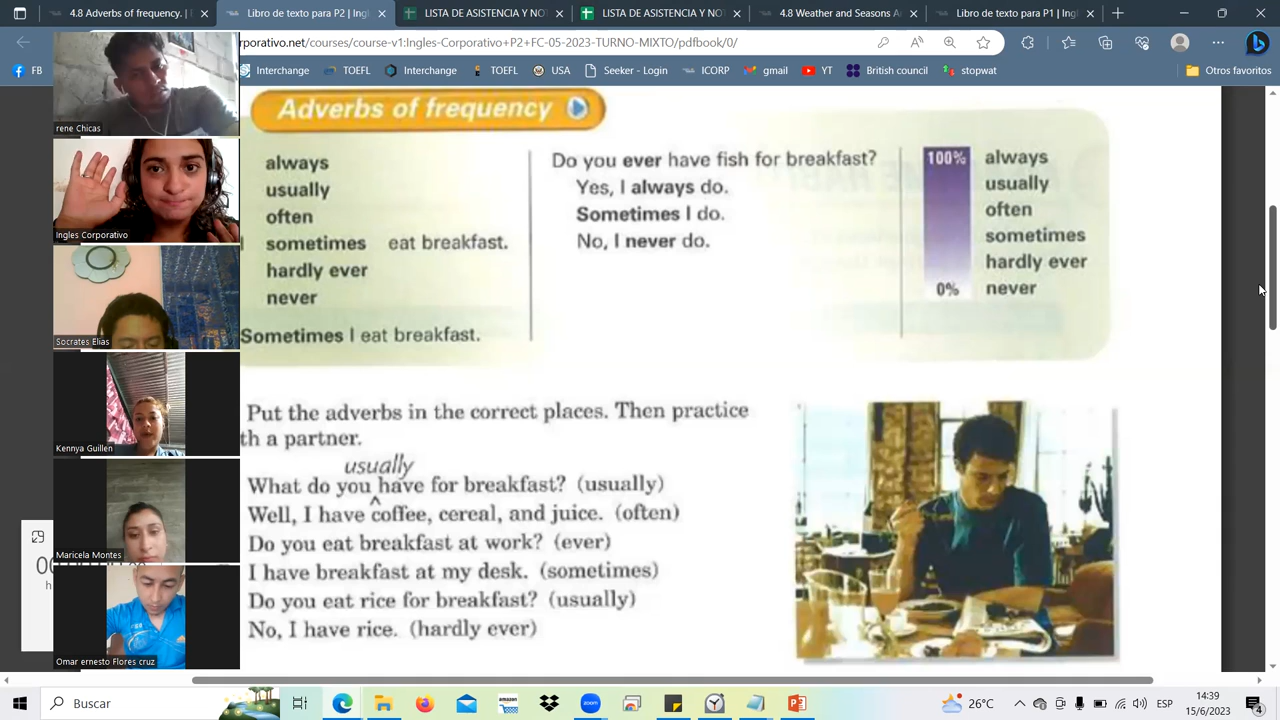 Libro de texto para P2 | Ingl
LISTA DE ASISTENCIA Y NOT
LISTA DE ASISTENCIA Y NOT
4.8 Weather and Seasons A
4.8 Weather and Seasons A
Libro de texto para P1 | Ingl
rporativo.net/courses/course-v1:Ingles-Corporativo+P2+FC-05-2023-TURNO-MIXTO/pdfbook/0/
FB
Interchange
TOEFL
Interchange
TOEFL
USA
Seeker - Login
ICORP
gmail
YT
British council
stopwat
Otros favoritos
rene Chicas
Ingles Corporativo
Socrates Elias
Kennya Guillen
Maricela Montes
Omar ernesto Flores cruz
Adverbs of frequency
always
usually
often
sometimes eat breakfast.
hardly ever
never
Sometimes I eat breakfast.
Do you ever have fish for breakfast?
Yes, I always do.
Sometimes I do.
No, I never do.
100%
0%
always
usually
often
sometimes
hardly ever
never
Put the adverbs in the correct places. Then practice
th a partner.
usually
What do you have for breakfast? (usually)
Well, I have coffee, cereal, and juice. (often)
Do you eat breakfast at work? (ever)
I have breakfast at my desk. (sometimes)
Do you eat rice for breakfast? (usually)
No, I have rice. (hardly ever)
Buscar
26°C
ESP
14:35
15/6/2023
4